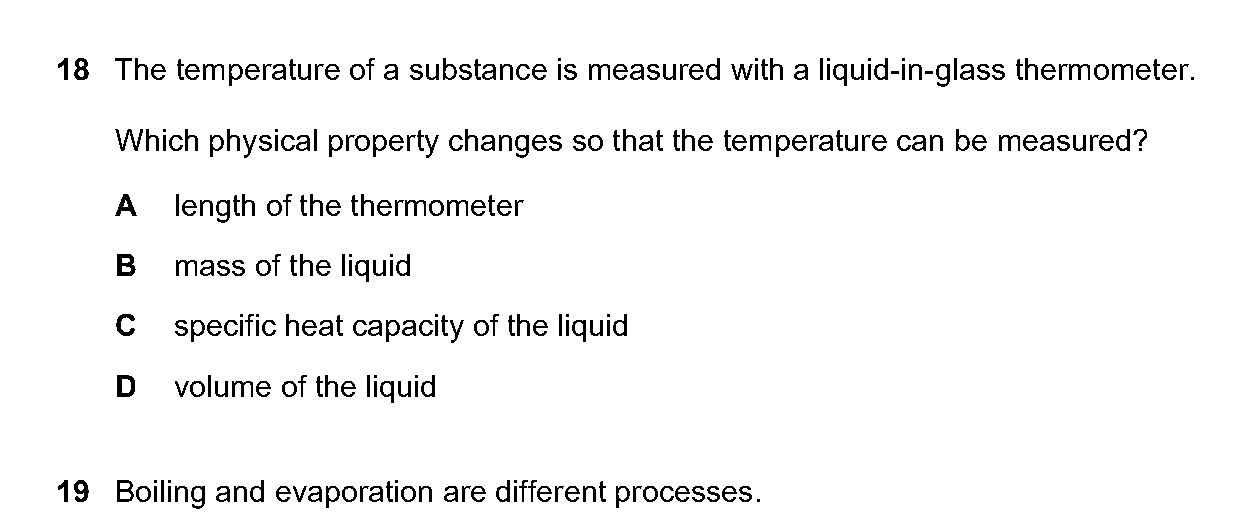 18 The temperature of a substance is measured with a liquid-in-glass thermometer.
Which physical property changes so that the temperature can be measured?
A length of the thermometer
B mass of the liquid
C specific heat capacity of the liquid
D volume of the liquid
19 Boiling and evaporation are different processes.